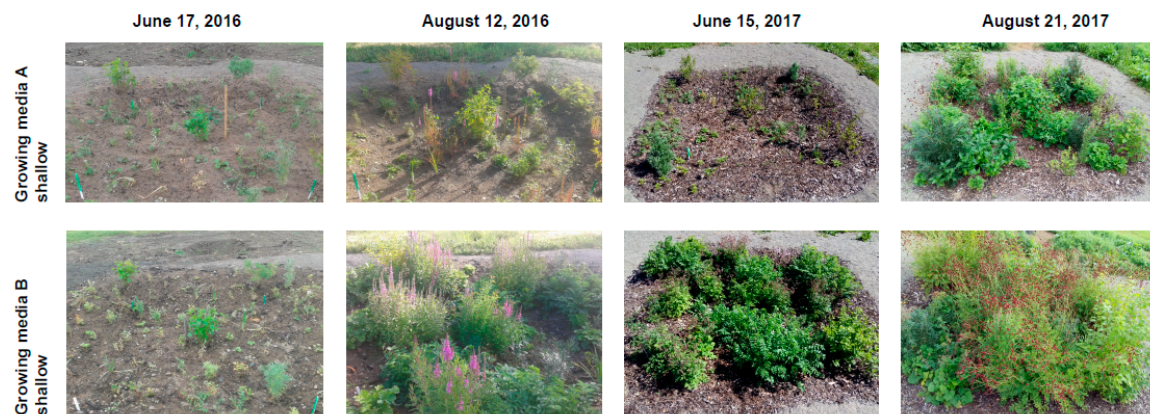 June 17, 2016
August 12, 2016
June 15, 2017
August 21, 2017
Growing media A
shallow
Growing media B
shallow